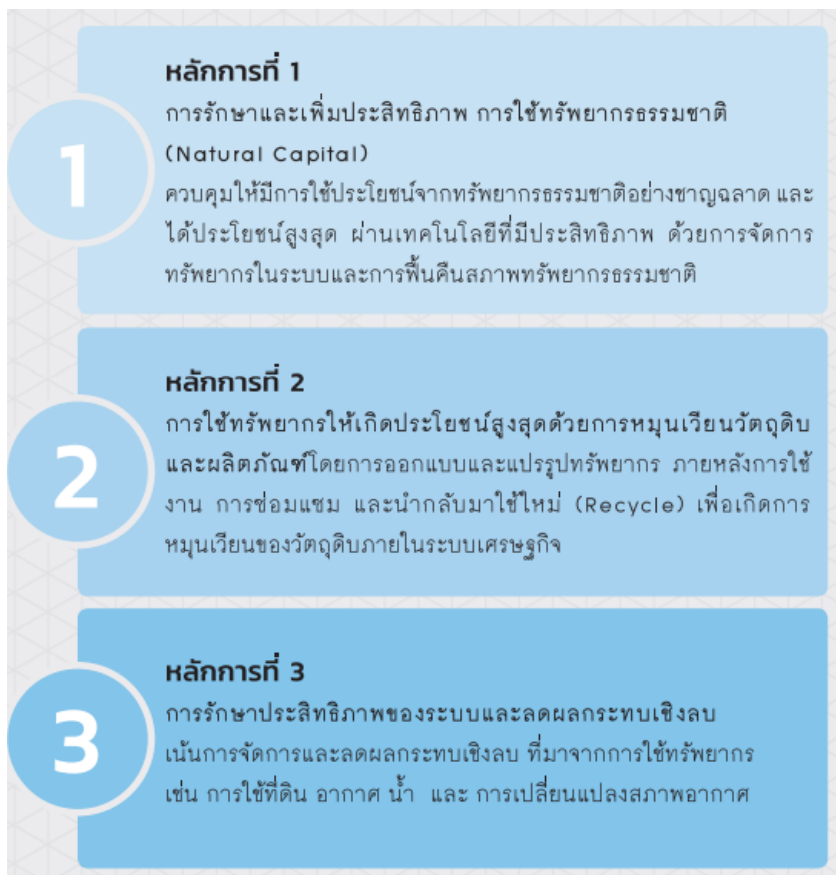 1
หลักการที่ 1
การรักษาและเพิ่มประสิทธิภาพ การใช้ทรัพยากรธรรมชาติ
(Natural Capital)
ควบคุมให้มีการใช้ประโยชน์จากทรัพยากรธรรมชาติอย่างชาญฉลาด และ
ได้ประโยชน์สูงสุด ผ่านเทคโนโลยีที่มีประสิทธิภาพ ด้วยการจัดการ
ทรัพยากรในระบบและการฟื้นคืนสภาพทรัพยากรธรรมชาติ
2
หลักการที่ 2
การใช้ทรัพยากรให้เกิดประโยชน์สูงสุดด้วยการหมุนเวียนวัตถุดิบ
และผลิตภัณฑ์โดยการออกแบบและแปรรูปทรัพยากร ภายหลังการใช้
งาน การซ่อมแซม และนำกลับมาใช้ใหม่ (Recycle) เพื่อเกิดการ
หมุนเวียนของวัตถุดิบภายในระบบเศรษฐกิจ
3
หลักการที่ 3
การรักษาประสิทธิภาพของระบบและลดผลกระทบเชิงลบ
เน้นการจัดการและลดผลกระทบเชิงลบ ที่มาจากการใช้ทรัพยากร
เช่น การใช้ที่ดิน อากาศ น้ำ และ การเปลี่ยนแปลงสภาพอากาศ